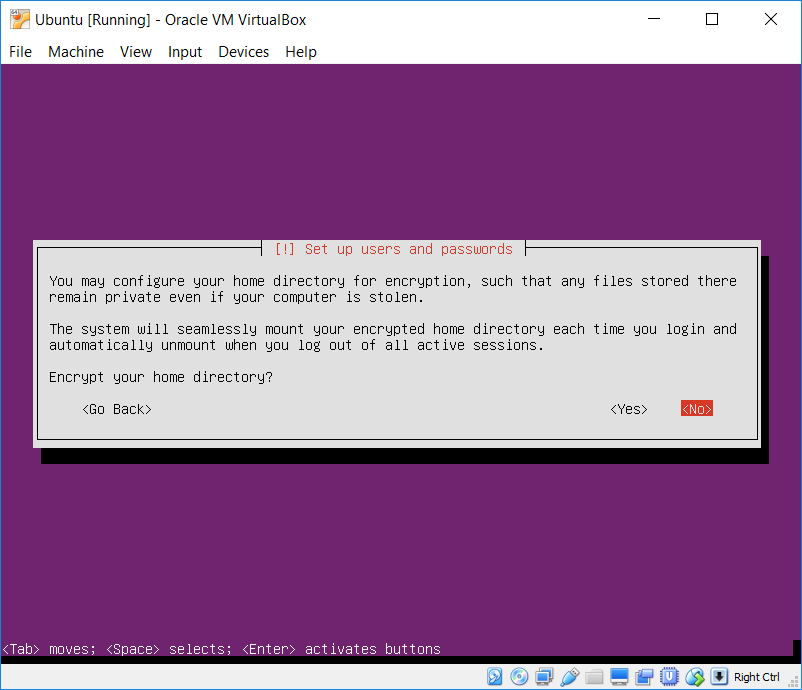 Ubuntu [Running] - Oracle VM VirtualBox
File Machine View Input Devices Help
[!] Set up users and passwords
You may configure your home directory for encryption, such that any files stored there
remain private even if your computer is stolen.
The system will seamlessly mount your encrypted home directory each time you login and
automatically unmount when you log out of all active sessions.
Encrypt your home directory?
<Go Back> <Yes> <No>
<Tab> moves; <Space> selects; <Enter> activates buttons
Right Ctrl